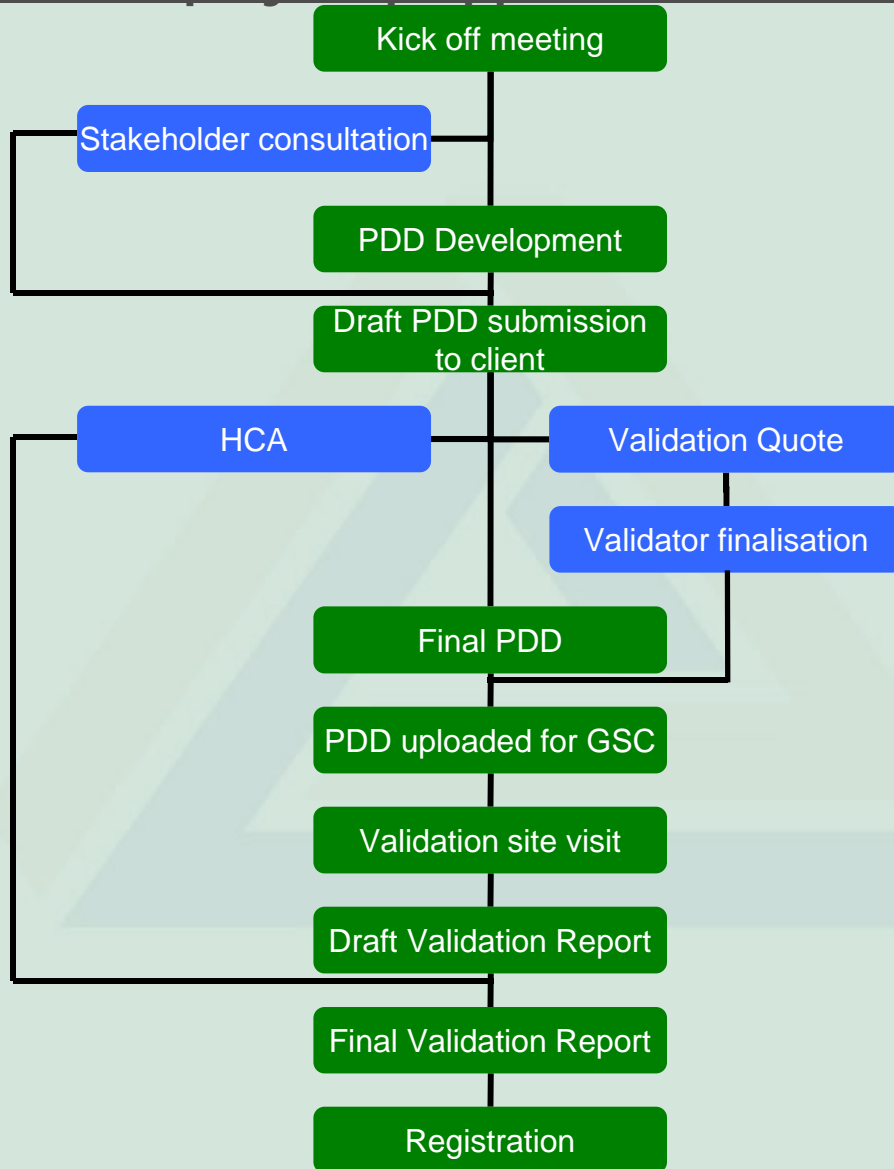 Kick off meeting
Stakeholder consultation
PDD Development
Draft PDD submission
to client
HCA
Validation Quote
Validator finalisation
Final PDD
PDD uploaded for GSC
Validation site visit
Draft Validation Report
Final Validation Report
Registration